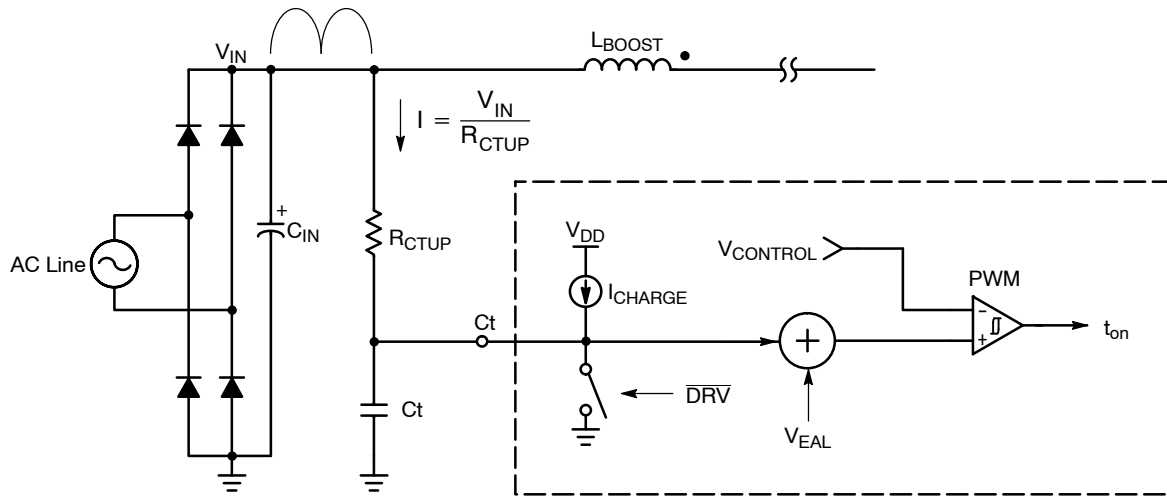 V_IN
L_BOOST
I = V_IN / R_CTUP
AC Line
+
C_IN
R_CTUP
V_DD
I_CHARGE
V_CONTROL
PWM
-
+
t_on
Ct
+
DRV
Ct
V_EAL